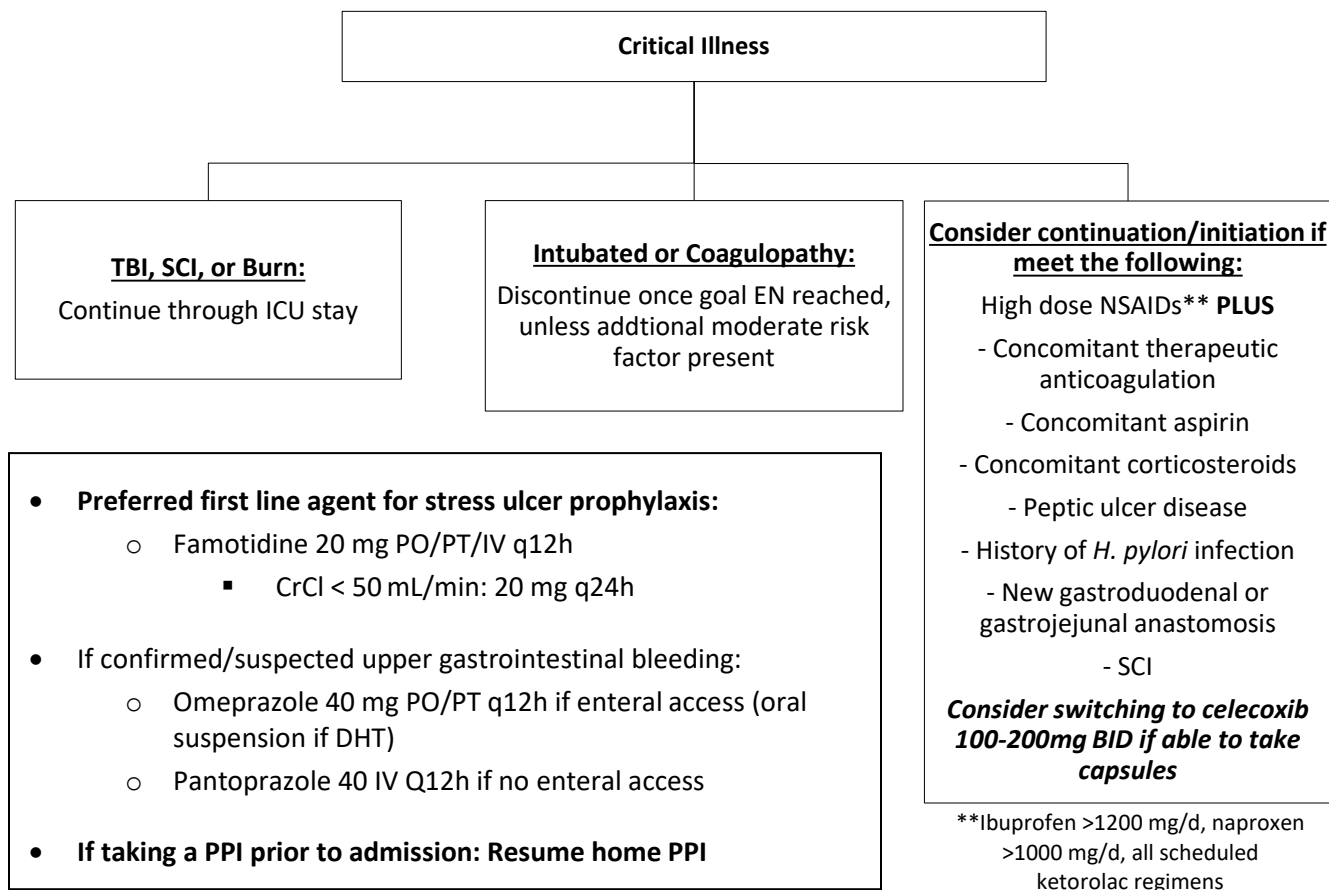 Critical Illness
TBI, SCI, or Burn:
Continue through ICU stay
Intubated or Coagulopathy:
Discontinue once goal EN reached,
unless addtional moderate risk
factor present
Consider continuation/initiation if
meet the following:
High dose NSAIDs** PLUS
- Concomitant therapeutic
anticoagulation
- Concomitant aspirin
- Concomitant corticosteroids
- Peptic ulcer disease
- History of H. pylori infection
- New gastroduodenal or
gastrojejunal anastomosis
- SCI
Consider switching to celecoxib
100-200mg BID if able to take
capsules
**Ibuprofen >1200 mg/d, naproxen
>1000 mg/d, all scheduled
ketorolac regimens
• Preferred first line agent for stress ulcer prophylaxis:
o Famotidine 20 mg PO/PT/IV q12h
▪ CrCl < 50 mL/min: 20 mg q24h
• If confirmed/suspected upper gastrointestinal bleeding:
o Omeprazole 40 mg PO/PT q12h if enteral access (oral
suspension if DHT)
o Pantoprazole 40 IV Q12h if no enteral access
• If taking a PPI prior to admission: Resume home PPI